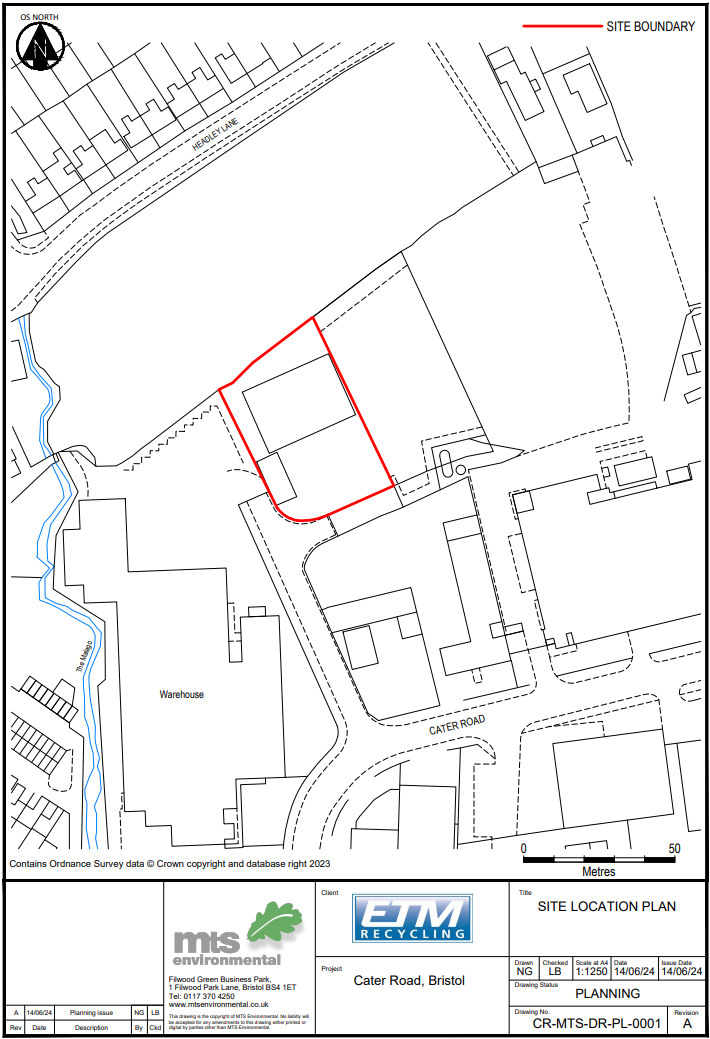 OS NORTH
N
SITE BOUNDARY
HEADLEY LANE
The Malago
Warehouse
CATER ROAD
0 50
Metres
Contains Ordnance Survey data © Crown copyright and database right 2023
mts
environmental
Filwood Green Business Park,
1 Filwood Park Lane, Bristol BS4 1ET
Tel: 0117 370 4250
www.mtsenvironmental.co.uk
This drawing is the copyright of MTS Environmental. No liability will
be accepted for any amendments to this drawing either printed or
digital by parties other than MTS Environmental.
A 14/06/24 Planning issue NG LB
Rev Date Description By Ckd
Client
ETM
RECYCLING
Project
Cater Road, Bristol
Title
SITE LOCATION PLAN
Drawn Checked Scale at A4 Date Issue Date
NG LB 1:1250 14/06/24 14/06/24
Drawing Status
PLANNING
Drawing No. Revision
CR-MTS-DR-PL-0001 A